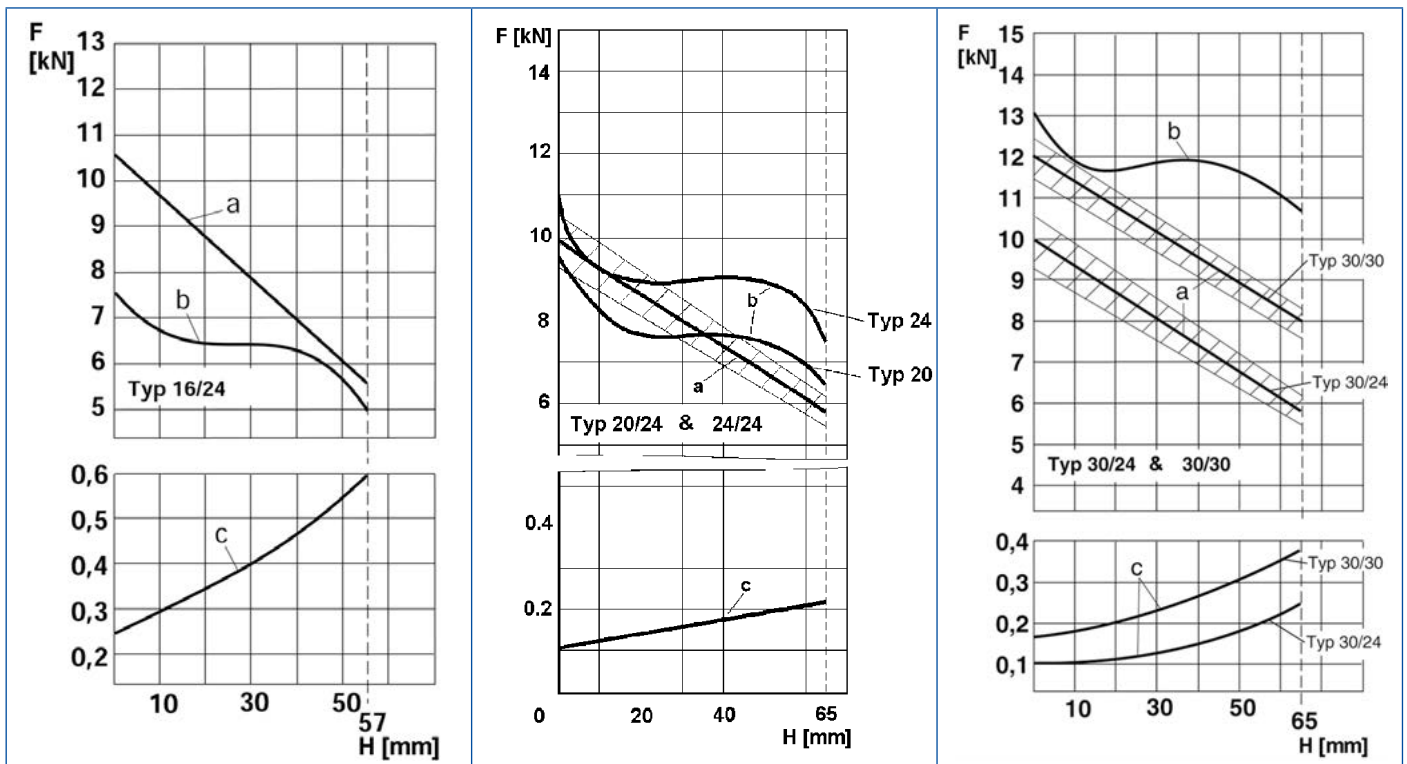 F
[kN]
13
12
11
10
9
8
7
6
5
a
b
Typ 16/24
0,6
0,5
0,4
0,3
0,2
c
10 30 50
57
H [mm]
F [kN]
14
12
10
8
6
b
a
Typ 24
Typ 20
Typ 20/24 & 24/24
0.4
0.2
c
0 20 40 65
H [mm]
F
[kN]
15
14
13
12
11
10
9
8
7
6
5
4
b
a
Typ 30/30
Typ 30/24
Typ 30/24 & 30/30
0,4
0,3
0,2
0,1
c
Typ 30/30
Typ 30/24
10 30 50 65
H [mm]